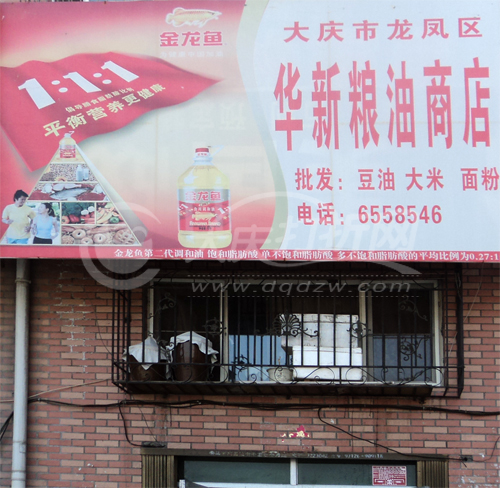 金龙鱼
大庆市龙凤区
华新粮油商店
批发：豆油 大米 面粉
电话：6558546
1:1:1
平衡营养更健康
金龙鱼
金龙鱼第二代调和油 饱和脂肪酸 单不饱和脂肪酸 多不饱和脂肪酸的平均比例为0.27:1
www.dqdzw.com